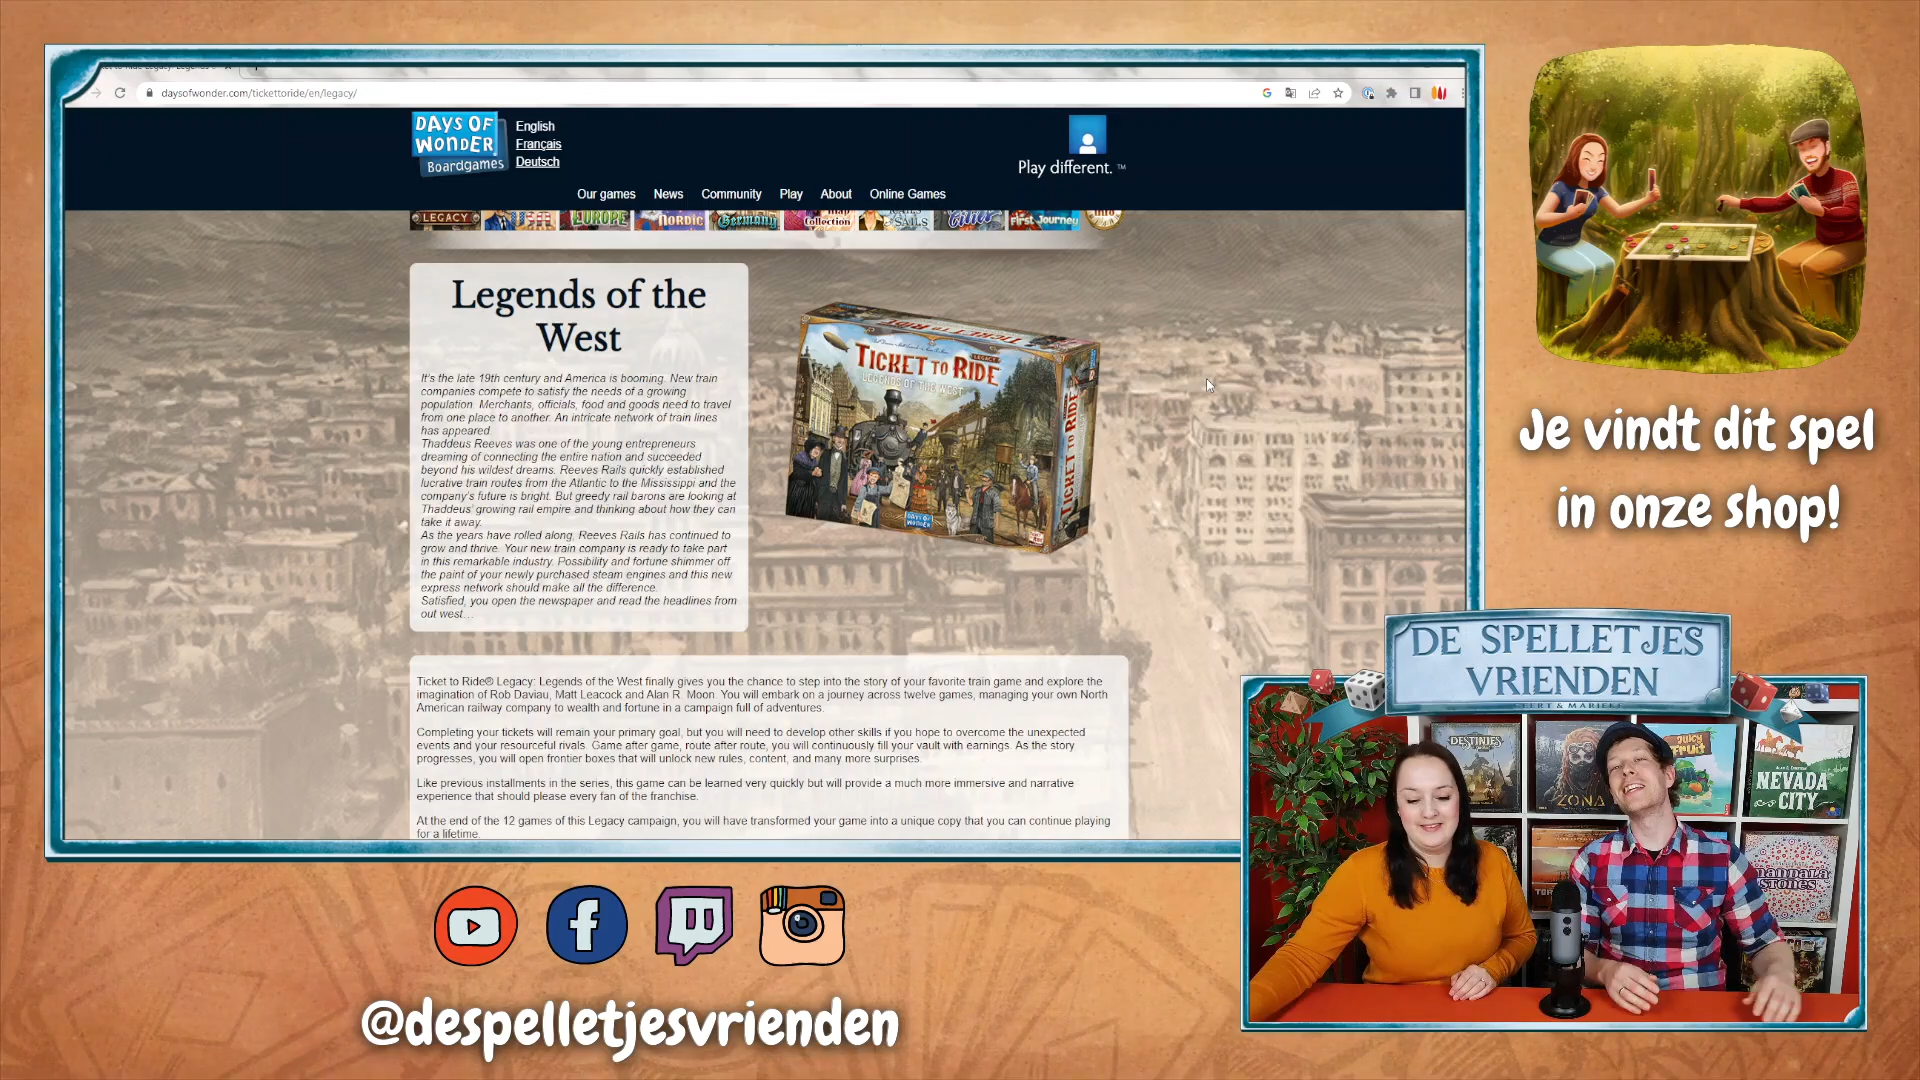 daysofwonder.com/tickettoride/en/legacy/
DAYS OF
WONDER
Boardgames
English
Français
Deutsch
Play different.™
Our games
News
Community
Play
About
Online Games
LEGACY
EUROPE
NORDIC
Germany
Collection
First Journey
Legends of the
West
It's the late 19th century and America is booming. New train
companies compete to satisfy the needs of a growing
population. Merchants, officials, food and goods need to travel
from one place to another. An intricate network of train lines
has appeared.
Thaddeus Reeves was one of the young entrepreneurs
dreaming of connecting the entire nation and succeeded
beyond his wildest dreams. Reeves Rails quickly established
lucrative train routes from the Atlantic to the Mississippi and the
company's future is bright. But greedy rail barons are looking at
Thaddeus' growing rail empire and thinking about how they can
take it away.
As the years have rolled along, Reeves Rails has continued to
grow and thrive. Your new train company is ready to take part
in this remarkable industry. Possibility and fortune shimmer off
the paint of your newly purchased steam engines and this new
express network should make all the difference.
Satisfied, you open the newspaper and read the headlines from
out west…
TICKET TO RIDE
LEGACY
LEGENDS OF THE WEST
DAYS OF
WONDER
TICKET TO RIDE
Ticket to Ride® Legacy: Legends of the West finally gives you the chance to step into the story of your favorite train game and explore the
imagination of Rob Daviau, Matt Leacock and Alan R. Moon. You will embark on a journey across twelve games, managing your own North
American railway company to wealth and fortune in a campaign full of adventures.
Completing your tickets will remain your primary goal, but you will need to develop other skills if you hope to overcome the unexpected
events and your resourceful rivals. Game after game, route after route, you will continuously fill your vault with earnings. As the story
progresses, you will open frontier boxes that will unlock new rules, content, and many more surprises.
Like previous installments in the series, this game can be learned very quickly but will provide a much more immersive and narrative
experience that should please every fan of the franchise.
At the end of the 12 games of this Legacy campaign, you will have transformed your game into a unique copy that you can continue playing
for a lifetime.
Je vindt dit spel
in onze shop!
DE SPELLETJES
VRIENDEN
GEERT & MARIEKE
DESTINIES
ZONA
JUICY
FRUIT
NEVADA
CITY
MANDALA
STONES
@despelletjesvrienden